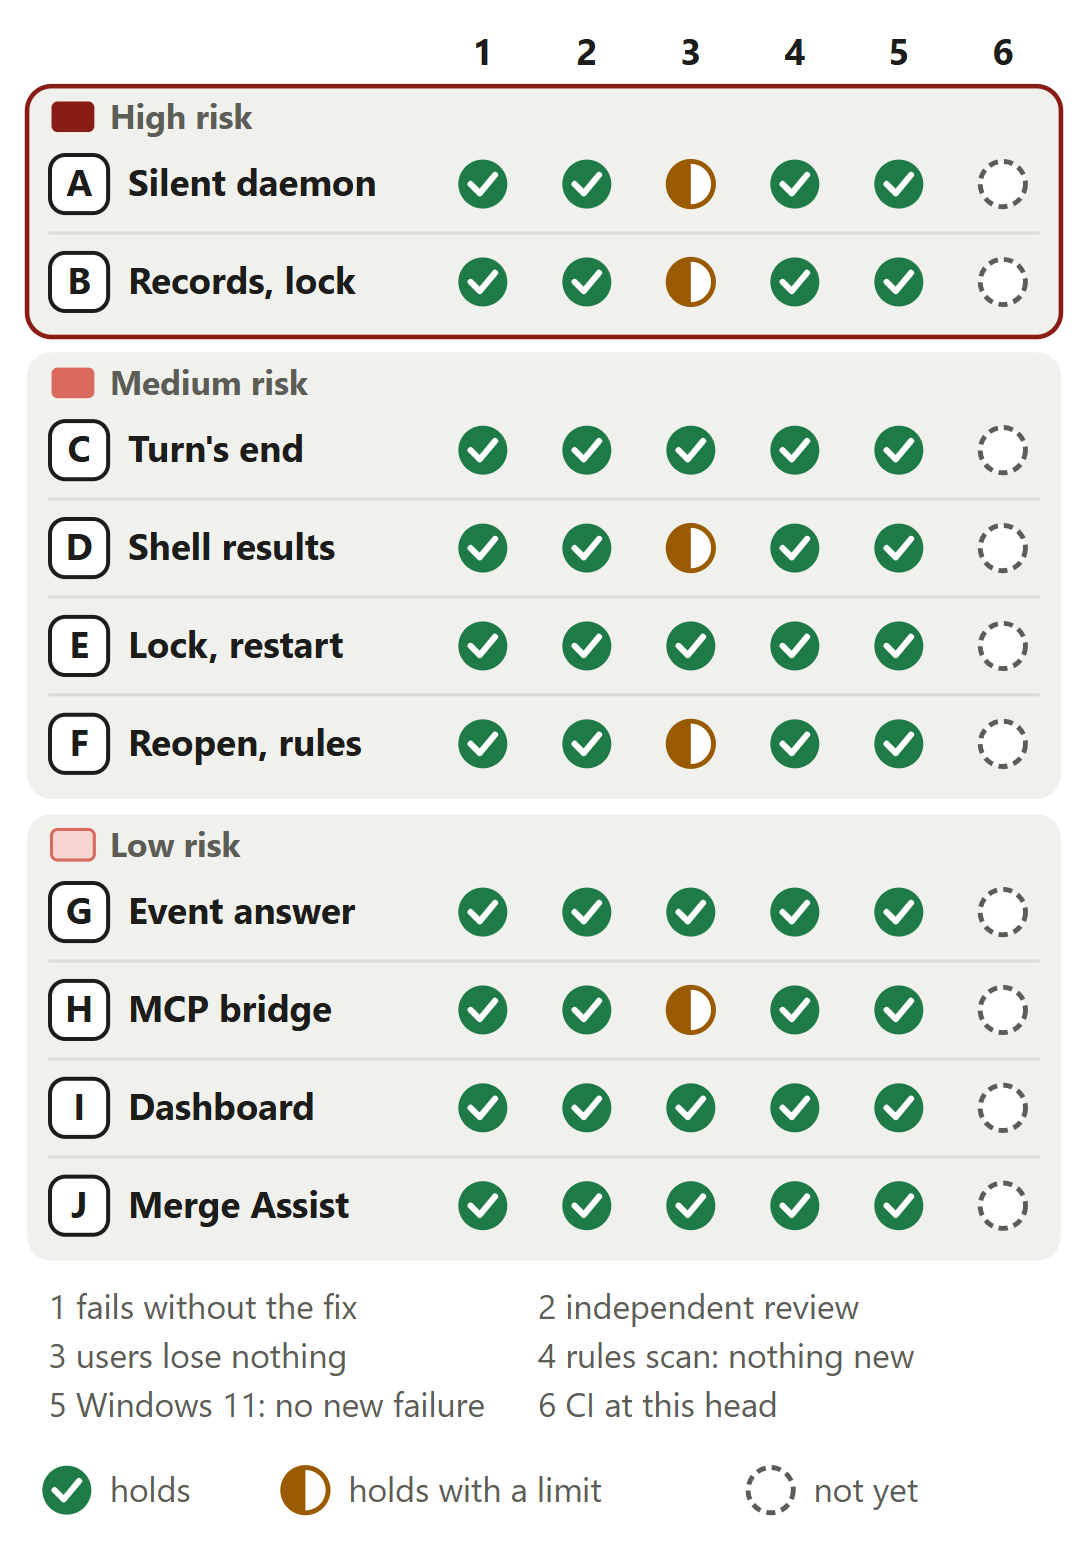 1 2 3 4 5 6
High risk
A Silent daemon
B Records, lock
Medium risk
C Turn's end
D Shell results
E Lock, restart
F Reopen, rules
Low risk
G Event answer
H MCP bridge
I Dashboard
J Merge Assist
1 fails without the fix 2 independent review
3 users lose nothing 4 rules scan: nothing new
5 Windows 11: no new failure 6 CI at this head
holds holds with a limit not yet